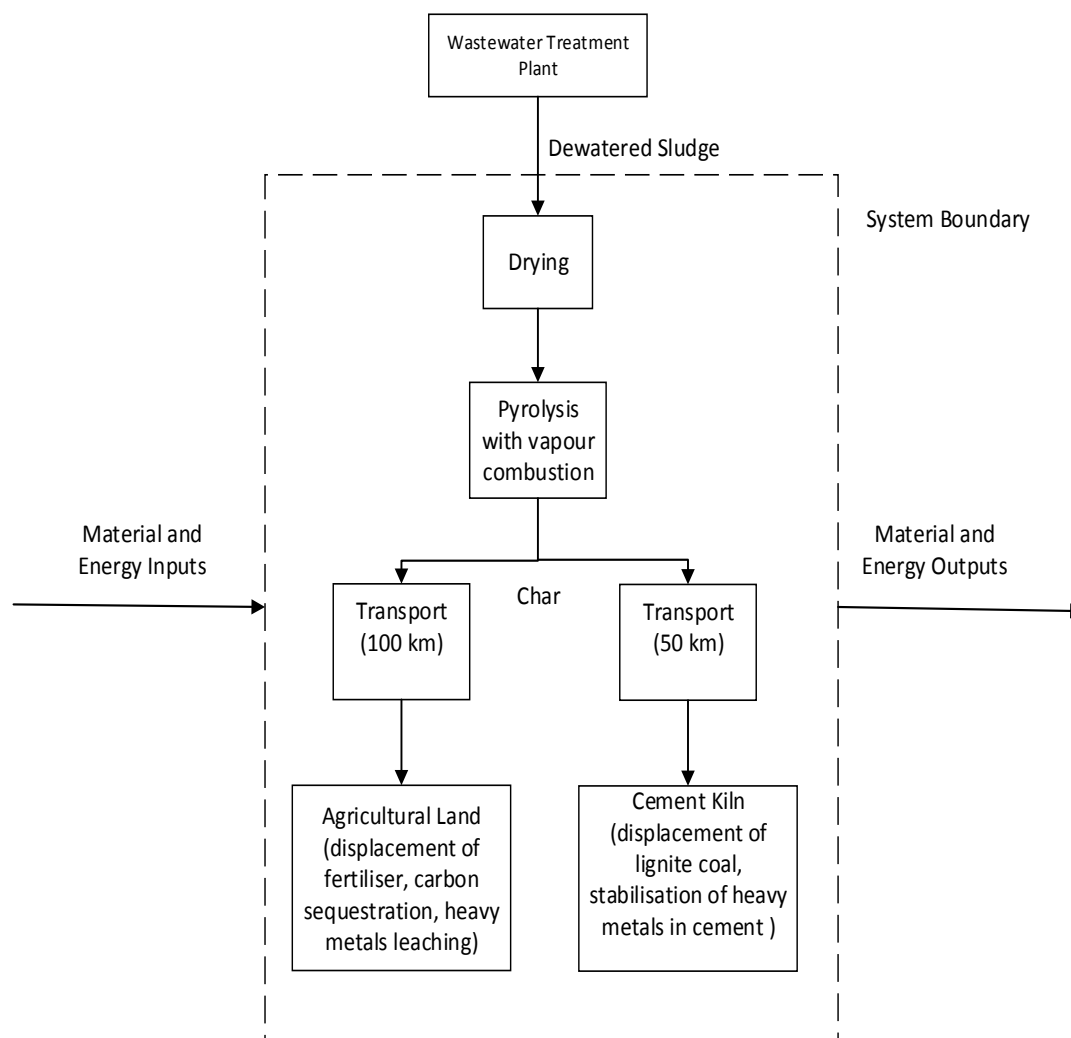 Wastewater Treatment
Plant
Dewatered Sludge
System Boundary
Drying
Pyrolysis
with vapour
combustion
Material and
Energy Inputs
Material and
Energy Outputs
Char
Transport
(100 km)
Transport
(50 km)
Agricultural Land
(displacement of
fertiliser, carbon
sequestration, heavy
metals leaching)
Cement Kiln
(displacement of
lignite coal,
stabilisation of heavy
metals in cement )